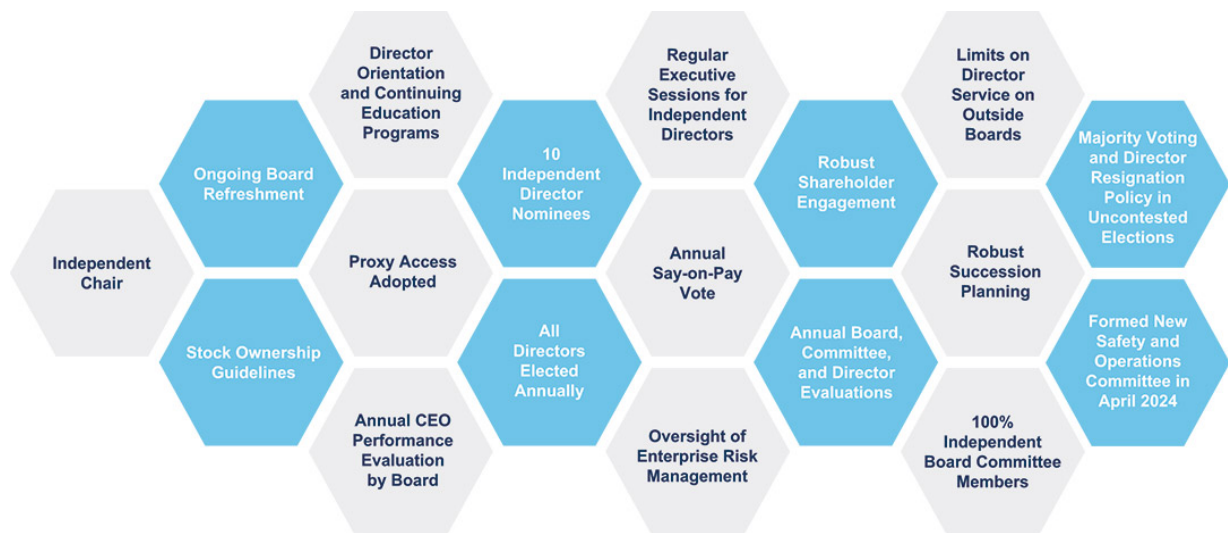 Independent
Chair
Ongoing Board
Refreshment
Stock Ownership
Guidelines
Director
Orientation
and Continuing
Education
Programs
Proxy Access
Adopted
Annual CEO
Performance
Evaluation
by Board
10
Independent
Director
Nominees
All
Directors
Elected
Annually
Regular
Executive
Sessions for
Independent
Directors
Annual
Say-on-Pay
Vote
Oversight of
Enterprise Risk
Management
Robust
Shareholder
Engagement
Annual Board,
Committee,
and Director
Evaluations
Limits on
Director
Service on
Outside
Boards
Robust
Succession
Planning
100%
Independent
Board Committee
Members
Majority Voting
and Director
Resignation
Policy in
Uncontested
Elections
Formed New
Safety and
Operations
Committee in
April 2024